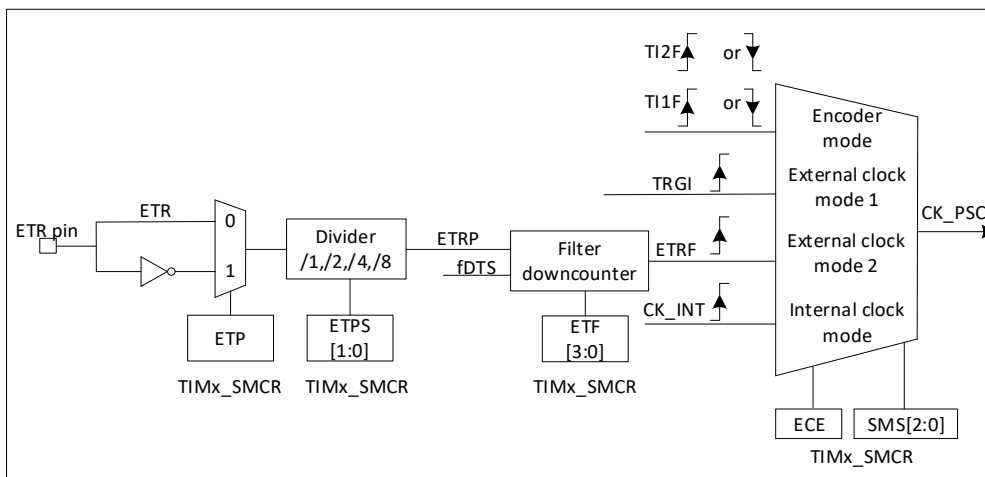 TI2F or
TI1F or
Encoder
mode
TRGI
External clock
mode 1
CK_PSC
ETR pin
ETR
0
1
Divider
/1,/2,/4,/8
ETRP
fDTS
Filter
downcounter
ETRF
External clock
mode 2
CK_INT
Internal clock
mode
ETP
ETPS
[1:0]
ETF
[3:0]
TIMx_SMCR
TIMx_SMCR
TIMx_SMCR
ECE
SMS[2:0]
TIMx_SMCR